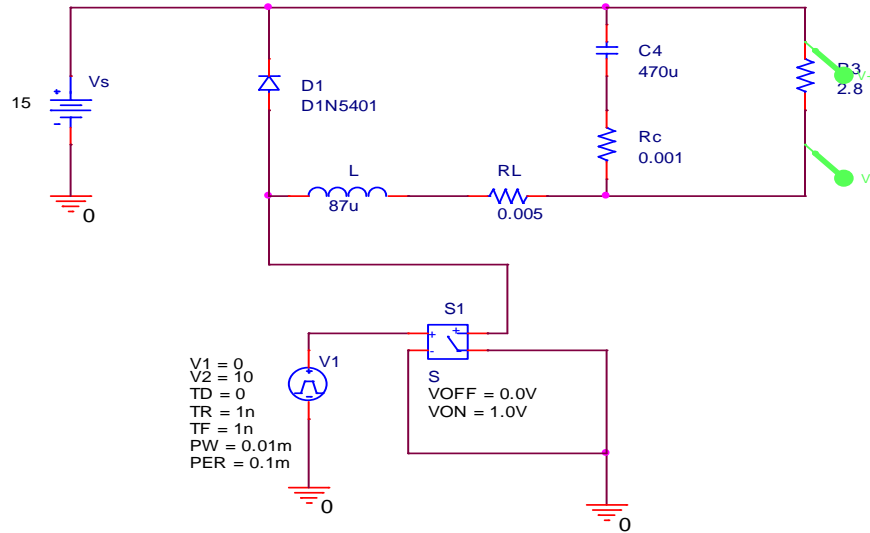 Vs
15
0
D1
D1N5401
C4
470u
Rc
0.001
2.8
L
87u
RL
0.005
S1
S
VOFF = 0.0V
VON = 1.0V
V1
V1 = 0
V2 = 10
TD = 0
TR = 1n
TF = 1n
PW = 0.01m
PER = 0.1m
0
0